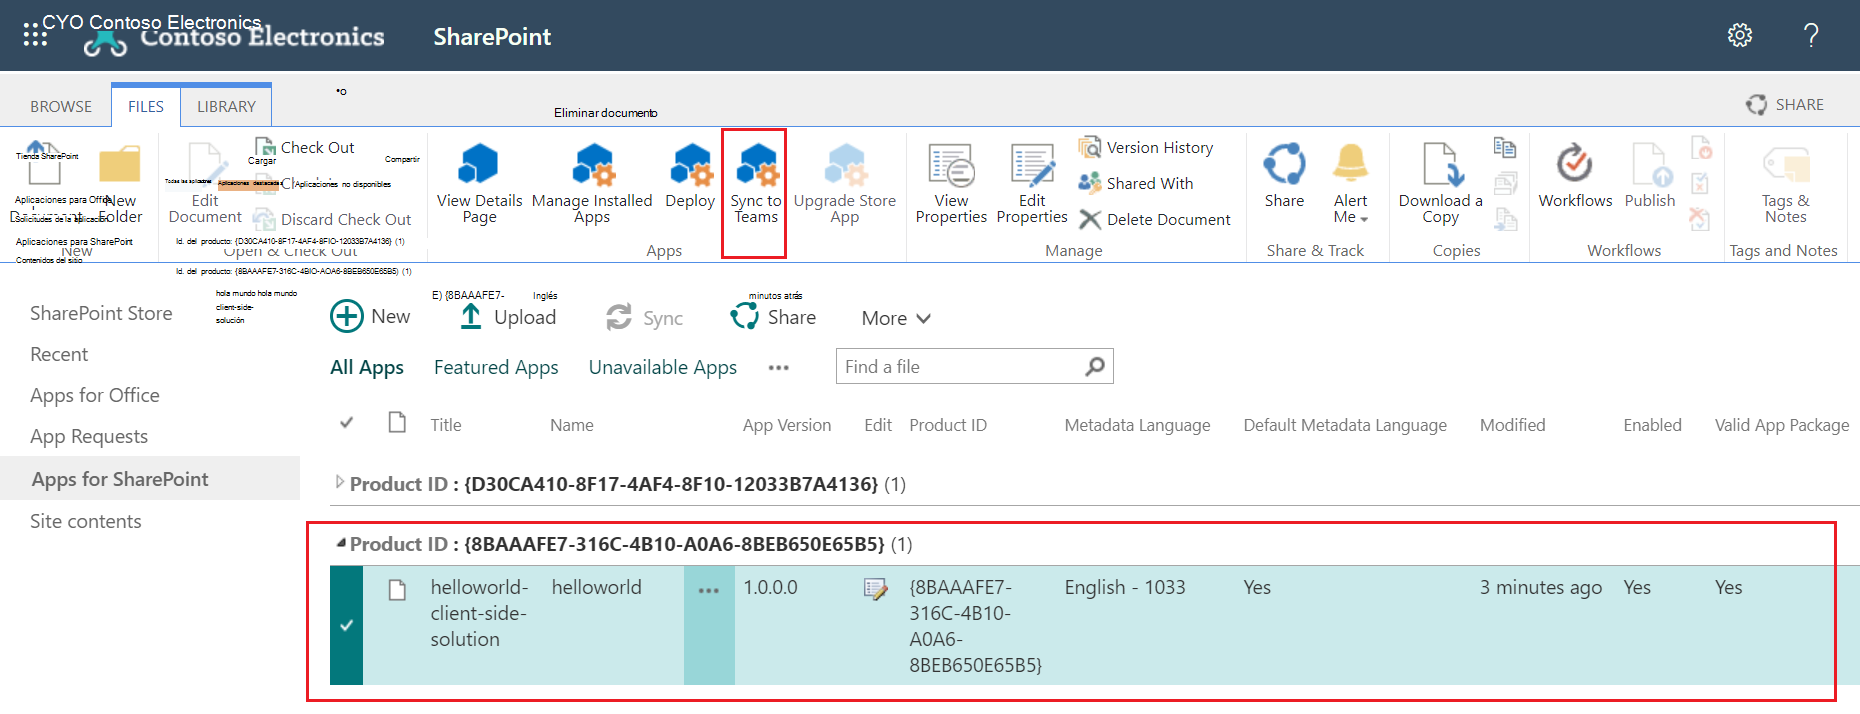 CYO Contoso Electronics
Contoso Electronics
SharePoint
?
BROWSE
FILES
LIBRARY
•o
Eliminar documento
SHARE
Tienda SharePoint
Aplicaciones para Office
New
Folder
Solicitudes de la aplicación
Aplicaciones para SharePoint
New
Contenidos del sitio
Check Out
Cargar
Compartir
Todas las aplicaciones
Aplicaciones destacadas
Aplicaciones no disponibles
Edit
Document
Discard Check Out
Id. del producto: {D30CA410-8F17-4AF4-8FIO-12033B7A4136} (1)
Open & Check Out
Id. del producto: {8BAAAFE7-316C-4BIO-AOA6-8BEB650E65B5} (1)
View Details
Page
Manage Installed
Apps
Deploy
Sync to
Teams
Upgrade Store
App
Apps
View
Properties
Edit
Properties
Version History
Shared With
Delete Document
Manage
Share
Alert
Me
Share & Track
Download a
Copy
Copies
Workflows
Publish
Workflows
Tags &
Notes
Tags and Notes
hola mundo hola mundo
client-side-
solución
E) {8BAAAFE7-
Inglés
minutos atrás
SharePoint Store
Recent
Apps for Office
App Requests
Apps for SharePoint
Site contents
New
Upload
Sync
Share
More
All Apps
Featured Apps
Unavailable Apps
•••
Find a file
Title
Name
App Version
Edit
Product ID
Metadata Language
Default Metadata Language
Modified
Enabled
Valid App Package
Product ID : {D30CA410-8F17-4AF4-8F10-12033B7A4136} (1)
Product ID : {8BAAAFE7-316C-4B10-A0A6-8BEB650E65B5} (1)
helloworld-
client-side-
solution
helloworld
•••
1.0.0.0
{8BAAAFE7-
316C-4B10-
A0A6-
8BEB650E65B5}
English - 1033
Yes
3 minutes ago
Yes
Yes